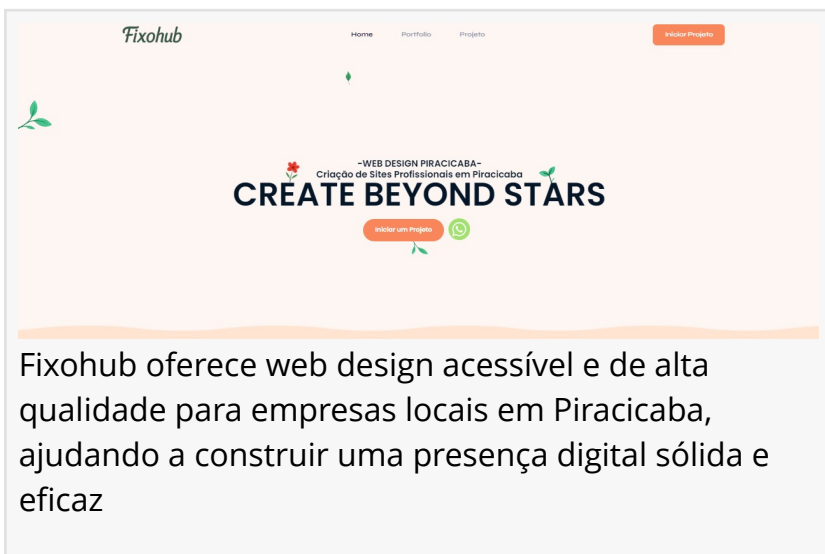 Fixohub
Home Portfolio Projeto
Iniciar Projeto
-WEB DESIGN PIRACICABA-
Criação de Sites Profissionais em Piracicaba
CREATE BEYOND STARS
Iniciar um Projeto
Fixohub oferece web design acessível e de alta
qualidade para empresas locais em Piracicaba,
ajudando a construir uma presença digital sólida e
eficaz